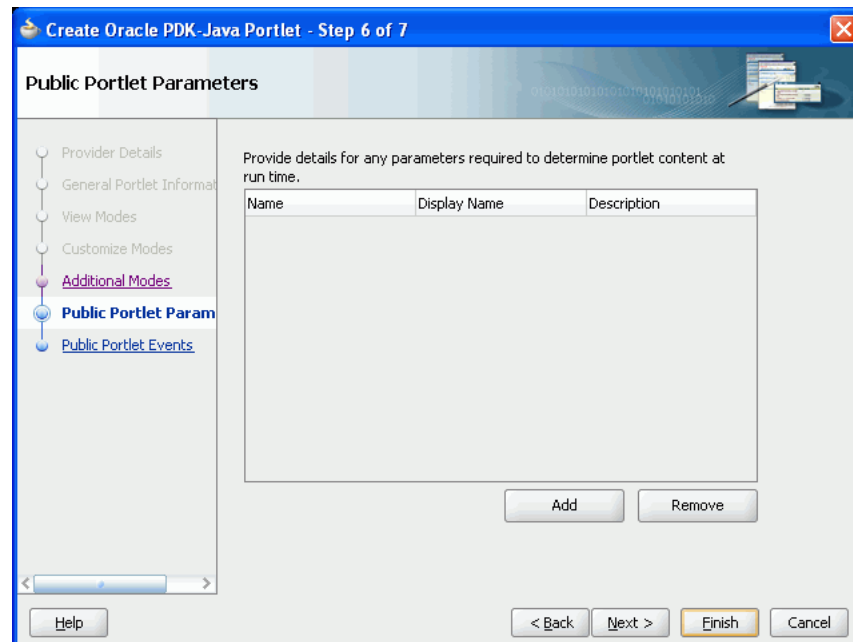 Create Oracle PDK-Java Portlet - Step 6 of 7
Public Portlet Parameters
Provider Details
General Portlet Informat
View Modes
Customize Modes
Additional Modes
Public Portlet Param
Public Portlet Events
Provide details for any parameters required to determine portlet content at
run time.
Name Display Name Description
Add Remove
Help < Back Next > Finish Cancel